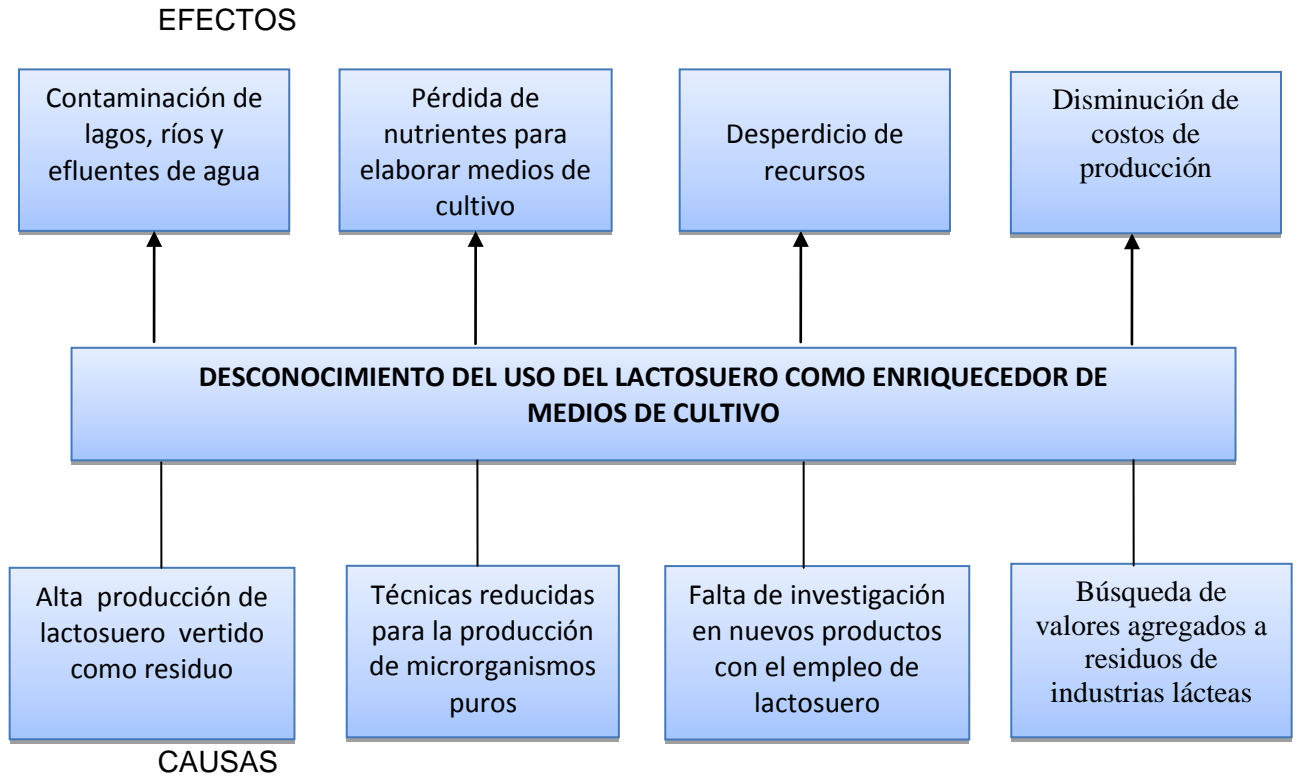 EFECTOS
Contaminación de
lagos, ríos y
efluentes de agua
Pérdida de
nutrientes para
elaborar medios de
cultivo
Desperdicio de
recursos
Disminución de
costos de
producción
DESCONOCIMIENTO DEL USO DEL LACTOSUERO COMO ENRIQUECEDOR DE
MEDIOS DE CULTIVO
Alta producción de
lactosuero vertido
como residuo
Técnicas reducidas
para la producción
de microrganismos
puros
Falta de investigación
en nuevos productos
con el empleo de
lactosuero
Búsqueda de
valores agregados a
residuos de
industrias lácteas
CAUSAS